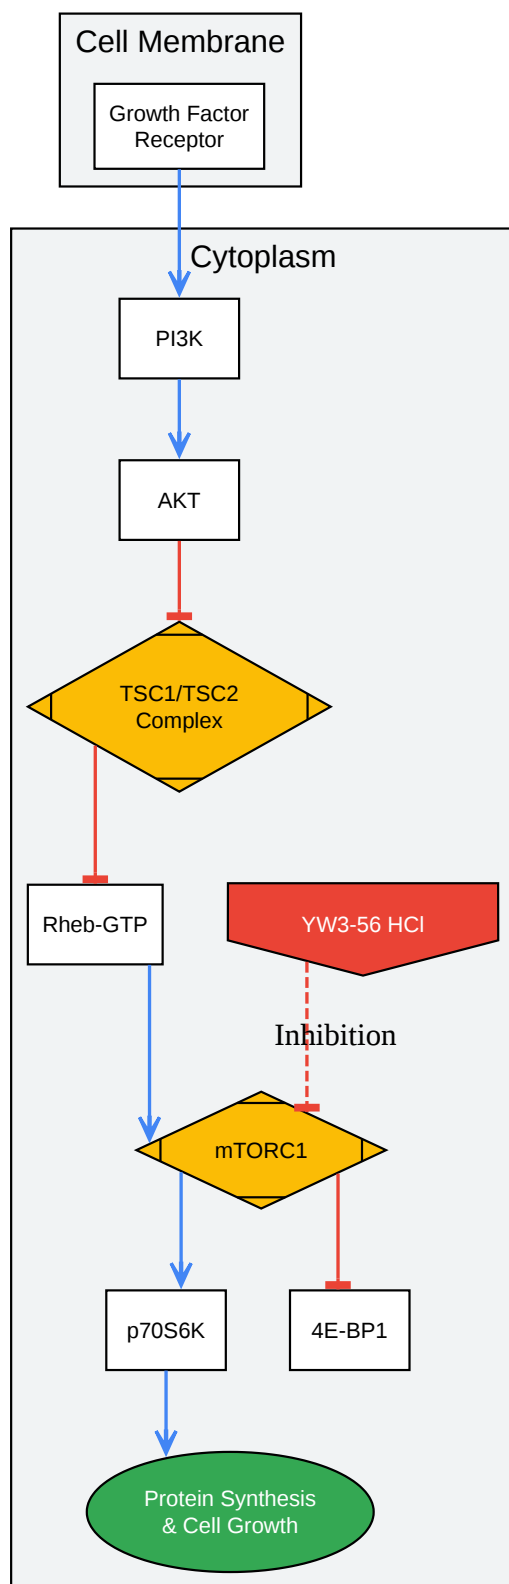 Cell Membrane
Growth Factor
Receptor
Cytoplasm
PI3K
AKT
TSC1/TSC2
Complex
Rheb-GTP
YW3-56 HCl
Inhibition
mTORC1
p70S6K
4E-BP1
Protein Synthesis
& Cell Growth